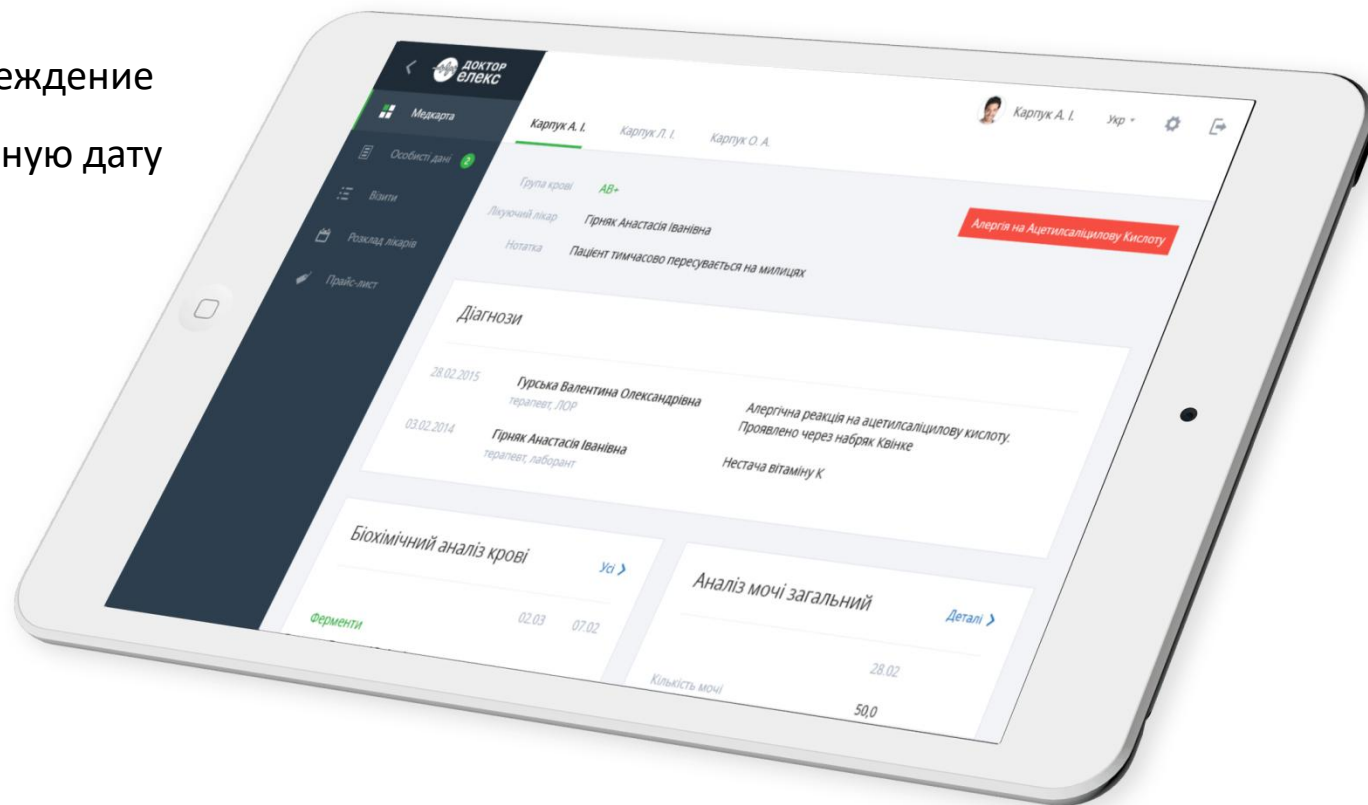 еждение
ную дату
доктор
елекс
Медкарта
Особисті дані 2
Візити
Розклад лікарів
Прайс-лист
Карпук А. І. Укр
Карпук А. І. Карпук Л. І. Карпук О. А.
Група крові AB+
Лікуючий лікар Гірняк Анастасія Іванівна
Нотатка Пацієнт тимчасово пересувається на милицях
Алергія на Ацетилсаліцилову Кислоту
Діагнози
28.02.2015 Гурська Валентина Олександрівна
терапевт, ЛОР
Алергічна реакція на ацетилсаліцилову кислоту.
Проявлено через набряк Квінке
03.02.2014 Гірняк Анастасія Іванівна
терапевт, лаборант
Нестача вітаміну К
Біохімічний аналіз крові Усі
02.03 07.02
Ферменти
Аналіз мочі загальний Деталі
28.02
Кількість мочі
50,0